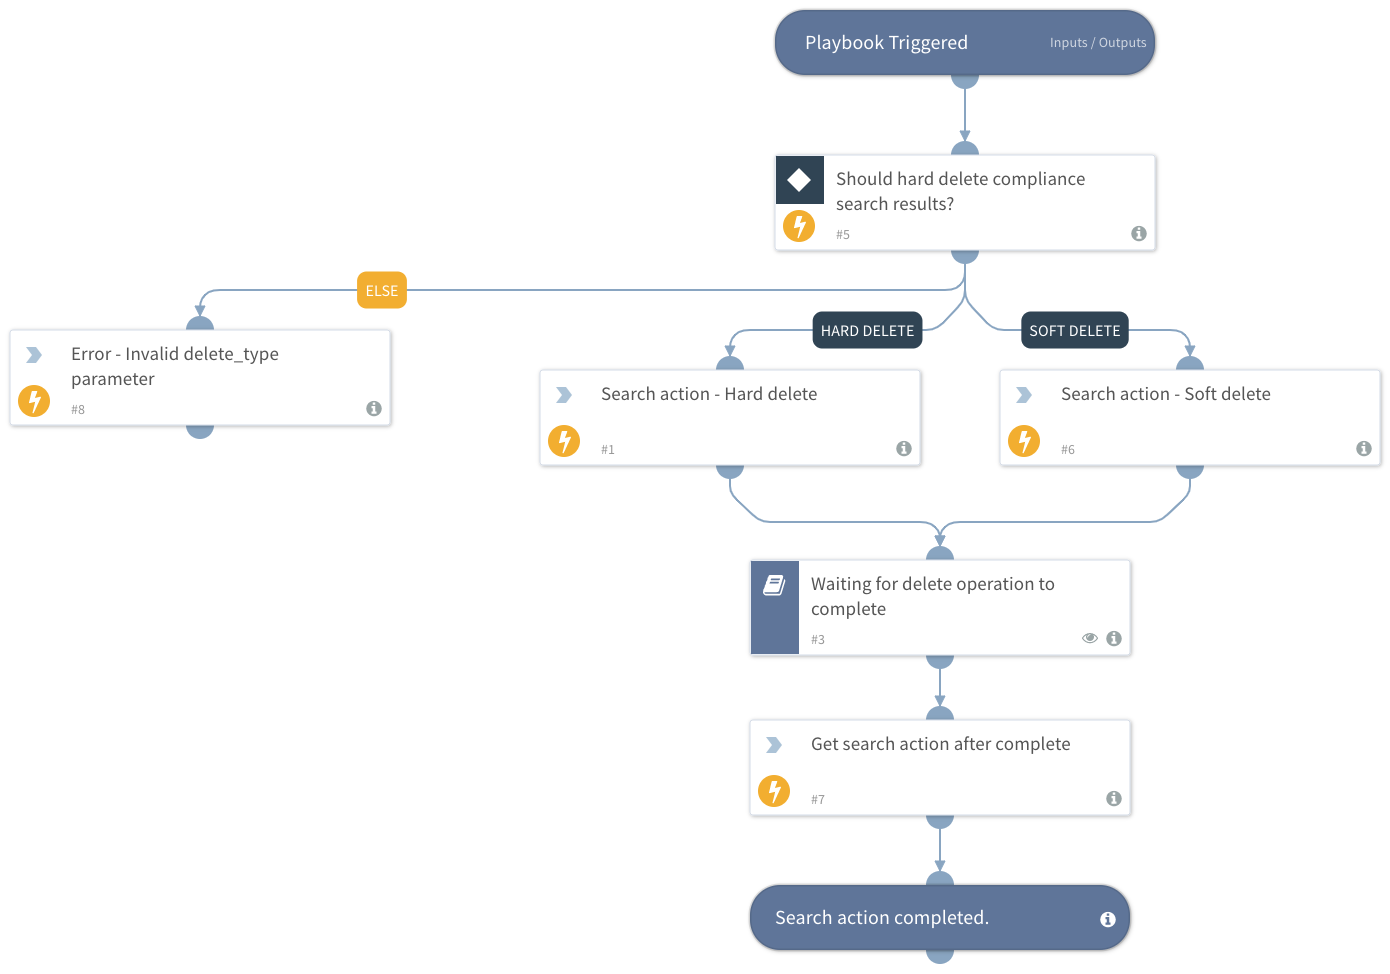 Playbook Triggered
Inputs / Outputs
Should hard delete compliance
search results?
#5
ELSE
HARD DELETE
SOFT DELETE
Error - Invalid delete_type
parameter
#8
Search action - Hard delete
#1
Search action - Soft delete
#6
Waiting for delete operation to
complete
#3
Get search action after complete
#7
Search action completed.